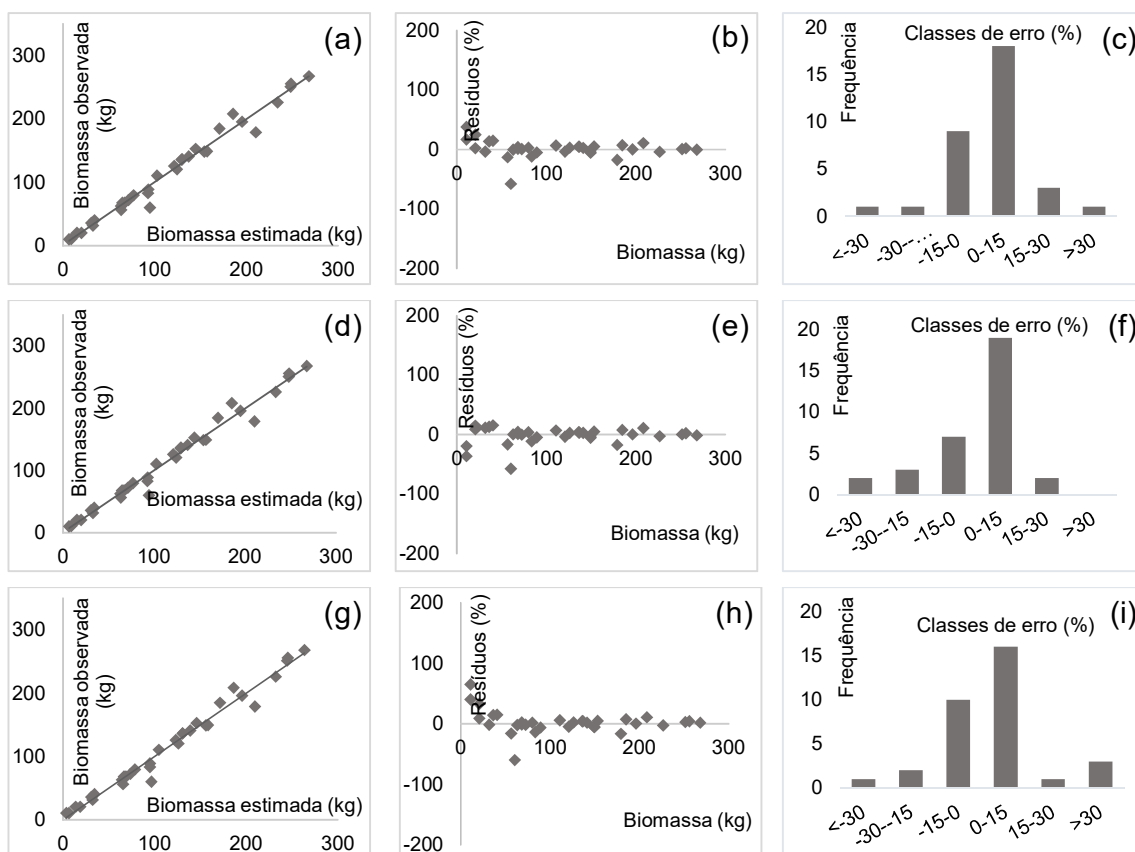 (a)
Biomassa observada
(kg)
300
200
100
0
Biomassa estimada (kg)
0 100 200 300
(b)
Resíduos (%)
200
100
0
-100
-200
0 100 200 300
Biomassa (kg)
(c)
Classes de erro (%)
Frequência
20
15
10
5
0
<-30 -30--... -15-0 0-15 15-30 >30
(d)
Biomassa observada
(kg)
300
200
100
0
Biomassa estimada (kg)
0 100 200 300
(e)
Resíduos (%)
200
100
0
-100
-200
0 100 200 300
Biomassa (kg)
(f)
Classes de erro (%)
Frequência
20
15
10
5
0
<-30 -30--15 -15-0 0-15 15-30 >30
(g)
Biomassa observada
(kg)
300
200
100
0
Biomassa estimada (kg)
0 100 200 300
(h)
Resíduos (%)
200
100
0
-100
-200
0 100 200 300
Biomassa (kg)
(i)
Classes de erro (%)
Frequência
20
15
10
5
0
<-30 -30--15 -15-0 0-15 15-30 >30